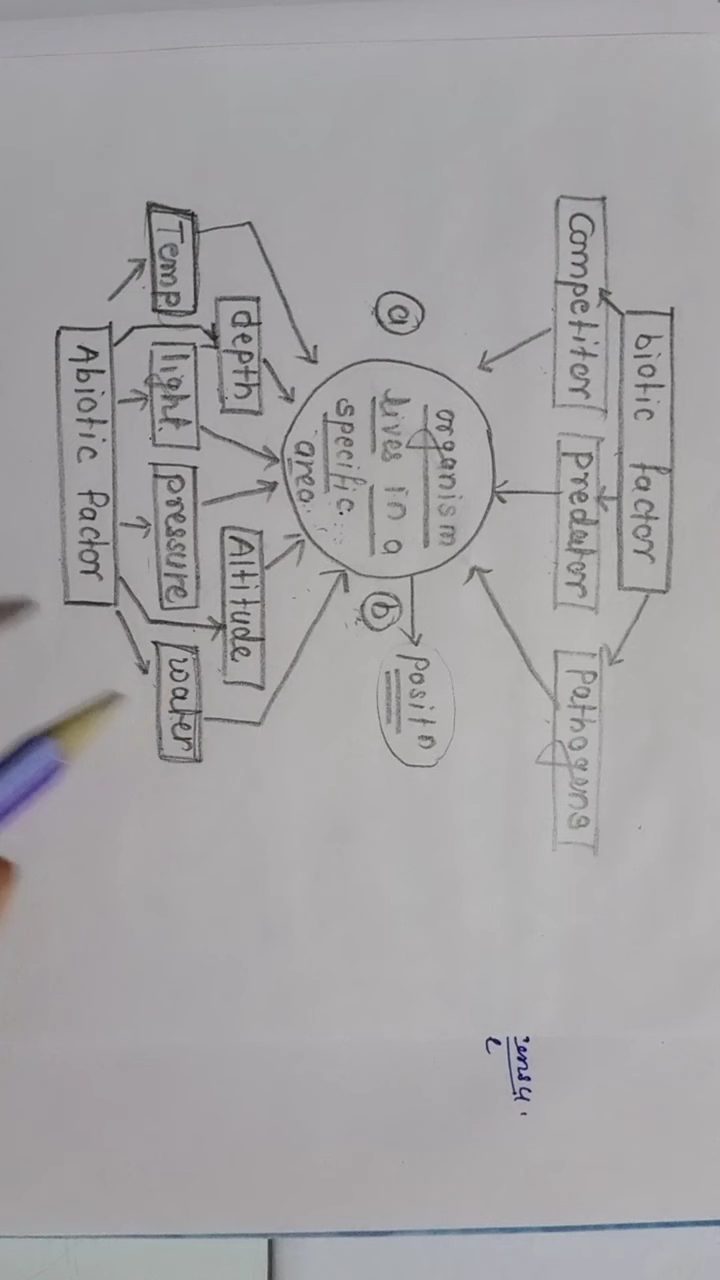 biotic factor
Competitor
predator
Pathogens
organism
lives in a
specific
area.
a
b
positn
depth
Altitude
Temp
light
pressure
water
Abiotic factor